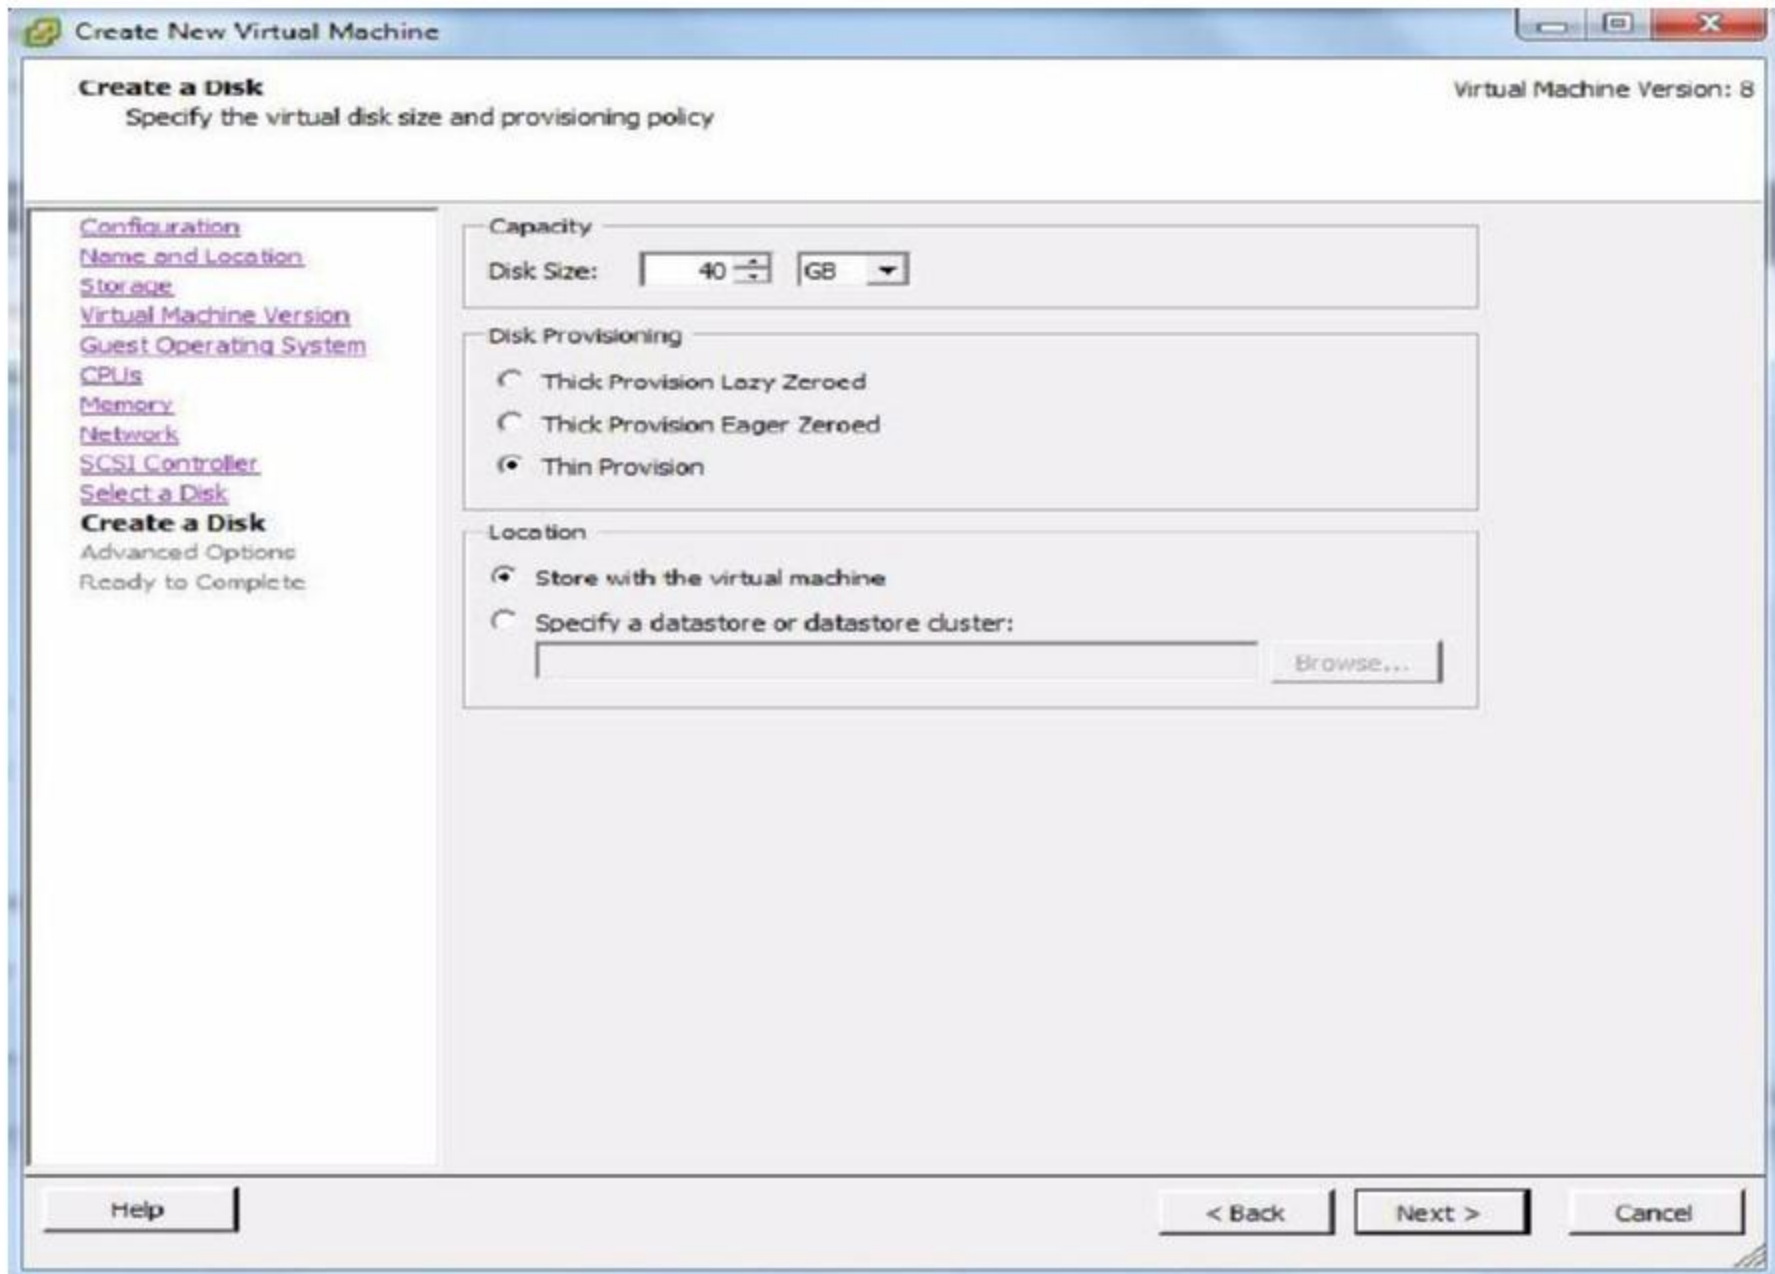 Create New Virtual Machine
Create a Disk
Virtual Machine Version: 8
Specify the virtual disk size and provisioning policy
Configuration
Name and Location
Storage
Virtual Machine Version
Guest Operating System
CPUs
Memory
Network
SCSI Controller
Select a Disk
Create a Disk
Advanced Options
Ready to Complete
Capacity
Disk Size: 40 GB
Disk Provisioning
Thick Provision Lazy Zeroed
Thick Provision Eager Zeroed
Thin Provision
Location
Store with the virtual machine
Specify a datastore or datastore cluster:
Browse...
Help
< Back
Next >
Cancel